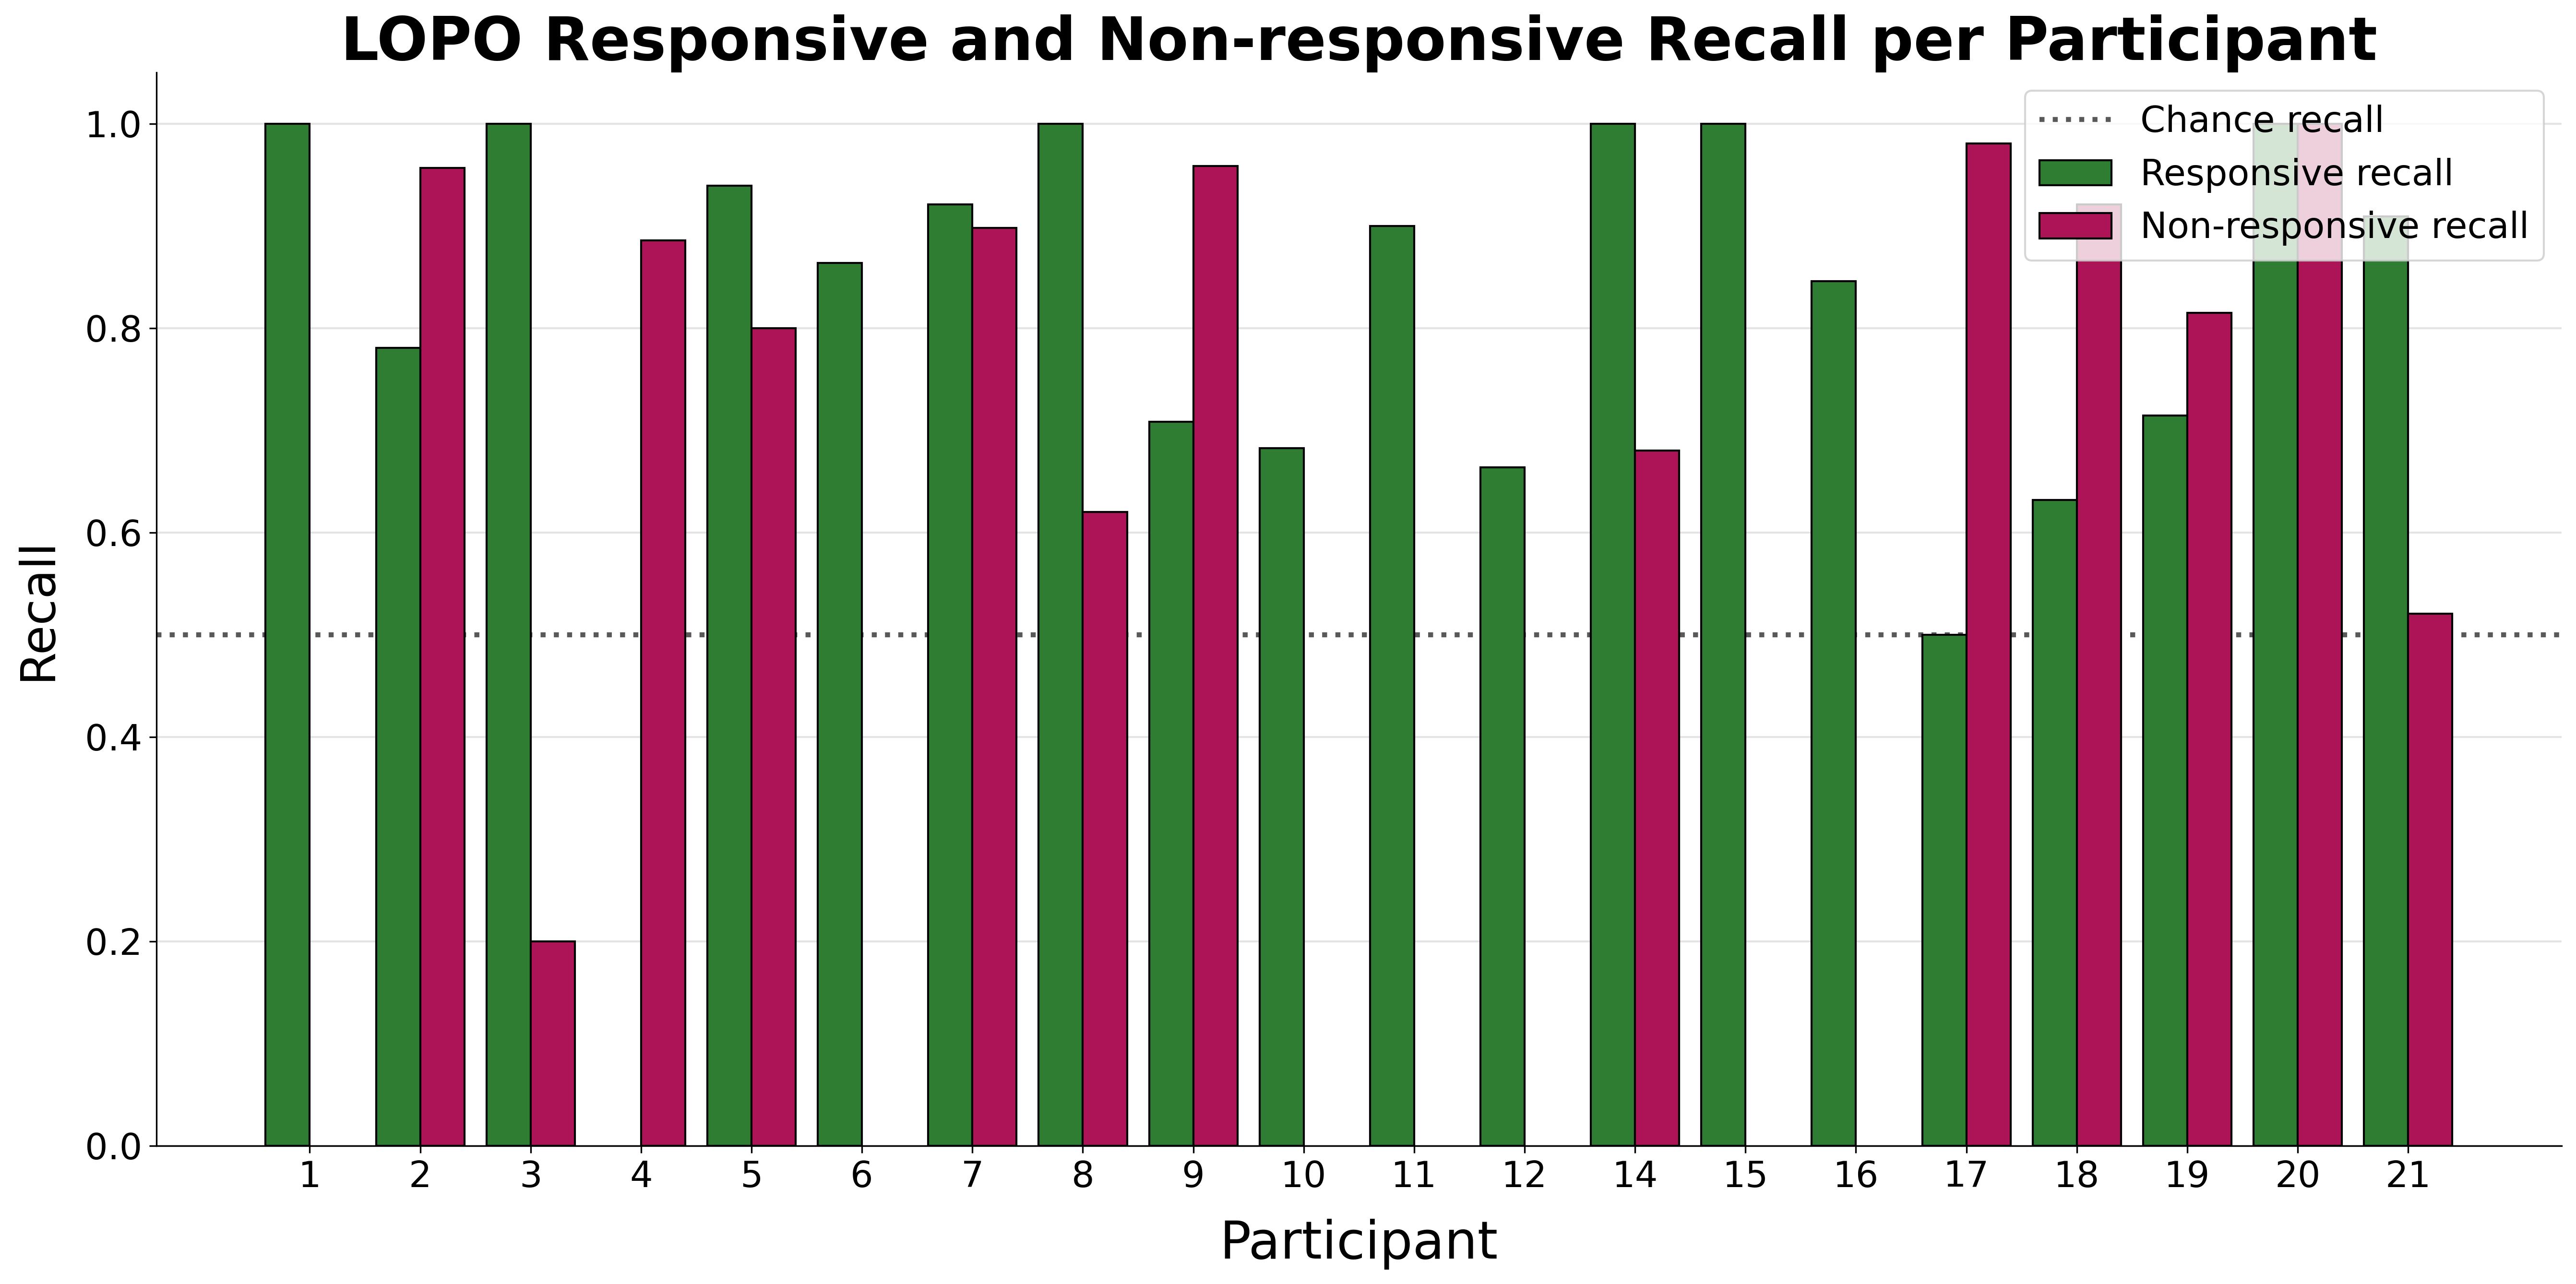 LOPO Responsive and Non-responsive Recall per Participant
Chance recall
Responsive recall
Non-responsive recall
1.0
0.8
0.6
0.4
0.2
0.0
Recall
1 2 3 4 5 6 7 8 9 10 11 12 14 15 16 17 18 19 20 21
Participant